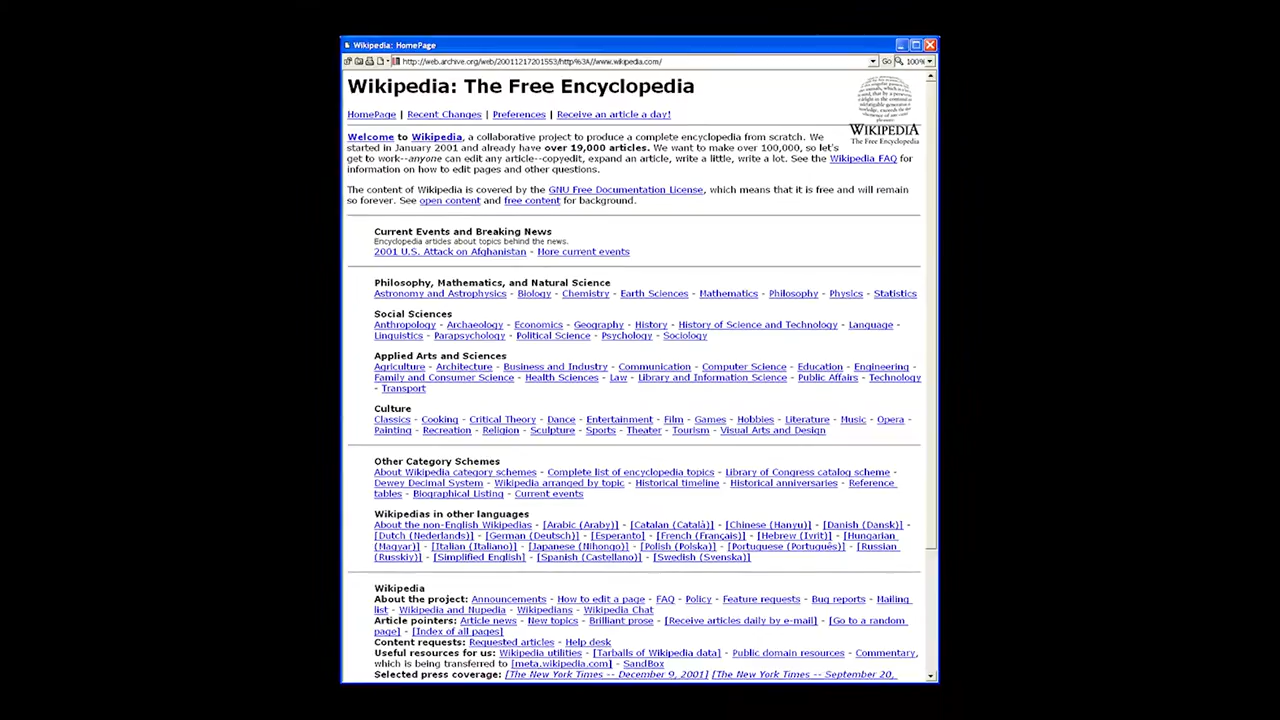 Wikipedia: HomePage
http://web.archive.org/web/20011217201553/http%3A//www.wikipedia.com/
Go
100%
Wikipedia: The Free Encyclopedia
WIKIPEDIA
The Free Encyclopedia
HomePage | Recent Changes | Preferences | Receive an article a day!
Welcome to Wikipedia, a collaborative project to produce a complete encyclopedia from scratch. We
started in January 2001 and already have over 19,000 articles. We want to make over 100,000, so let's
get to work--anyone can edit any article--copyedit, expand an article, write a little, write a lot. See the Wikipedia FAQ for
information on how to edit pages and other questions.
The content of Wikipedia is covered by the GNU Free Documentation License, which means that it is free and will remain
so forever. See open content and free content for background.
Current Events and Breaking News
Encyclopedia articles about topics behind the news.
2001 U.S. Attack on Afghanistan - More current events
Philosophy, Mathematics, and Natural Science
Astronomy and Astrophysics - Biology - Chemistry - Earth Sciences - Mathematics - Philosophy - Physics - Statistics
Social Sciences
Anthropology - Archaeology - Economics - Geography - History - History of Science and Technology - Language -
Linguistics - Parapsychology - Political Science - Psychology - Sociology
Applied Arts and Sciences
Agriculture - Architecture - Business and Industry - Communication - Computer Science - Education - Engineering -
Family and Consumer Science - Health Sciences - Law - Library and Information Science - Public Affairs - Technology
- Transport
Culture
Classics - Cooking - Critical Theory - Dance - Entertainment - Film - Games - Hobbies - Literature - Music - Opera -
Painting - Recreation - Religion - Sculpture - Sports - Theater - Tourism - Visual Arts and Design
Other Category Schemes
About Wikipedia category schemes - Complete list of encyclopedia topics - Library of Congress catalog scheme -
Dewey Decimal System - Wikipedia arranged by topic - Historical timeline - Historical anniversaries - Reference
tables - Biographical Listing - Current events
Wikipedias in other languages
About the non-English Wikipedias - [Arabic (Araby)] - [Catalan (Català)] - [Chinese (Hanyu)] - [Danish (Dansk)] -
[Dutch (Nederlands)] - [German (Deutsch)] - [Esperanto] - [French (Français)] - [Hebrew (Ivrit)] - [Hungarian
(Magyar)] - [Italian (Italiano)] - [Japanese (Nihongo)] - [Polish (Polska)] - [Portuguese (Português)] - [Russian
(Russkiy)] - [Simplified English] - [Spanish (Castellano)] - [Swedish (Svenska)]
Wikipedia
About the project: Announcements - How to edit a page - FAQ - Policy - Feature requests - Bug reports - Mailing
list - Wikipedia and Nupedia - Wikipedians - Wikipedia Chat
Article pointers: Article news - New topics - Brilliant prose - [Receive articles daily by e-mail] - [Go to a random
page] - [Index of all pages]
Content requests: Requested articles - Help desk
Useful resources for us: Wikipedia utilities - [Tarballs of Wikipedia data] - Public domain resources - Commentary,
which is being transferred to [meta.wikipedia.com] - SandBox
Selected press coverage: [The New York Times -- December 9, 2001] [The New York Times -- September 20,